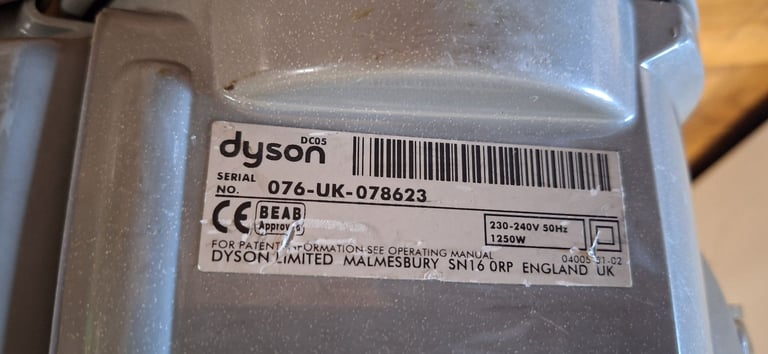 dyson DC05
SERIAL
NO. 076-UK-078623
CE BEAB
Approved
230-240V 50Hz
1250W
FOR PATENT INFORMATION SEE OPERATING MANUAL
DYSON LIMITED MALMESBURY SN16 0RP ENGLAND UK